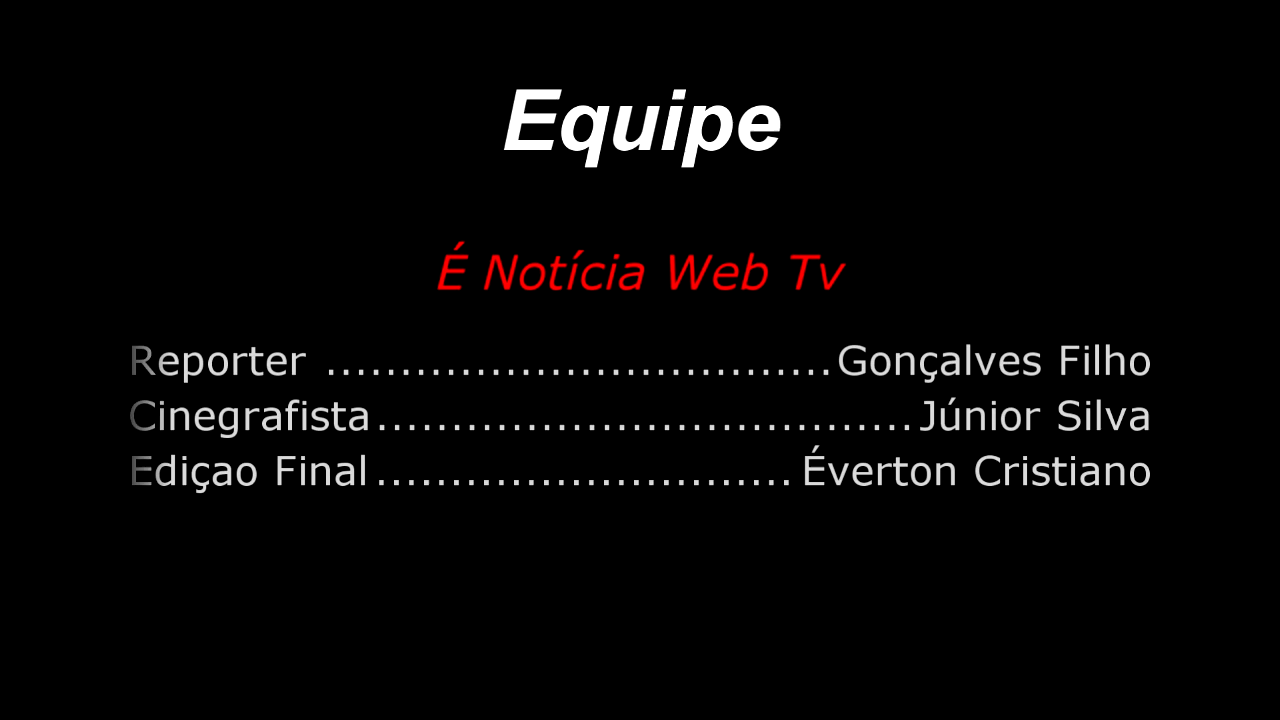 Equipe
É Notícia Web Tv
Reporter ..................................Gonçalves Filho
Cinegrafista....................................Júnior Silva
Ediçao Final............................Éverton Cristiano